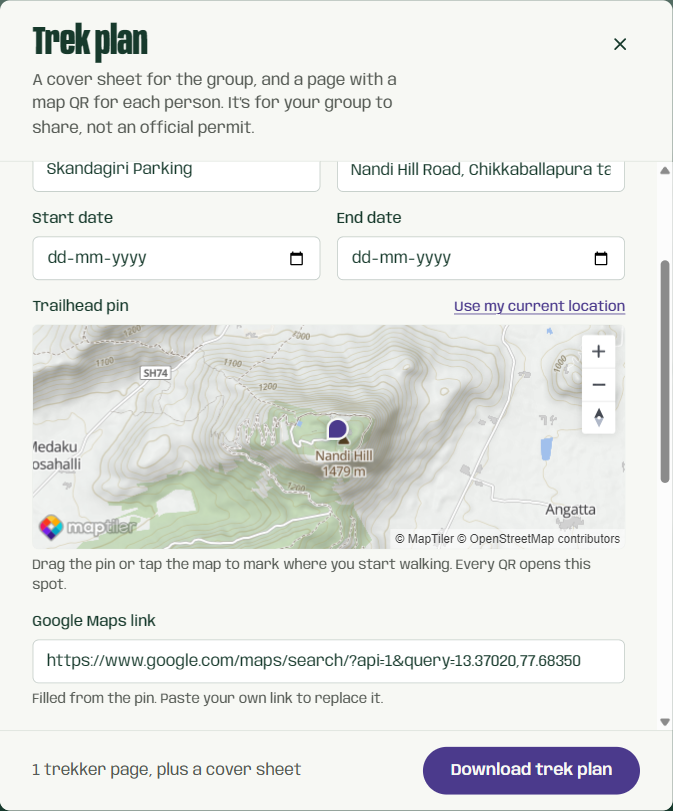 Trek plan
A cover sheet for the group, and a page with a
map QR for each person. It's for your group to
share, not an official permit.
Skandagiri Parking
Nandi Hill Road, Chikkaballapura ta
Start date
End date
dd-mm-yyyy
dd-mm-yyyy
Trailhead pin
Use my current location
1100
1000
1100
SH74
1200
1000
Medaku
osahalli
Nandi Hill
1479 m
1200
Angatta
maptiler
© MapTiler © OpenStreetMap contributors
Drag the pin or tap the map to mark where you start walking. Every QR opens this
spot.
Google Maps link
https://www.google.com/maps/search/?api=1&query=13.37020,77.68350
Filled from the pin. Paste your own link to replace it.
1 trekker page, plus a cover sheet
Download trek plan